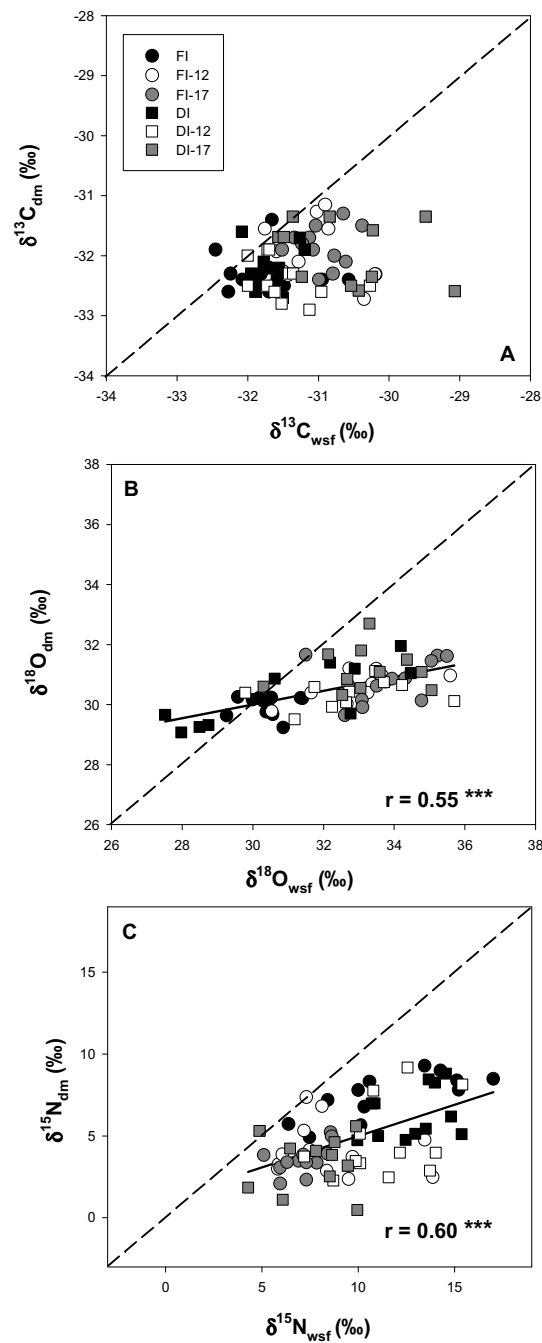 -28
-29
-30
-31
-32
-33
-34
δ13Cdm (‰)
FI
FI-12
FI-17
DI
DI-12
DI-17
A
-34 -33 -32 -31 -30 -29 -28
δ13Cwsf (‰)
38
36
34
32
30
28
26
δ18Odm (‰)
B
r = 0.55 ***
26 28 30 32 34 36 38
δ18Owsf (‰)
15
10
5
0
δ15Ndm (‰)
C
r = 0.60 ***
0 5 10 15
δ15Nwsf (‰)